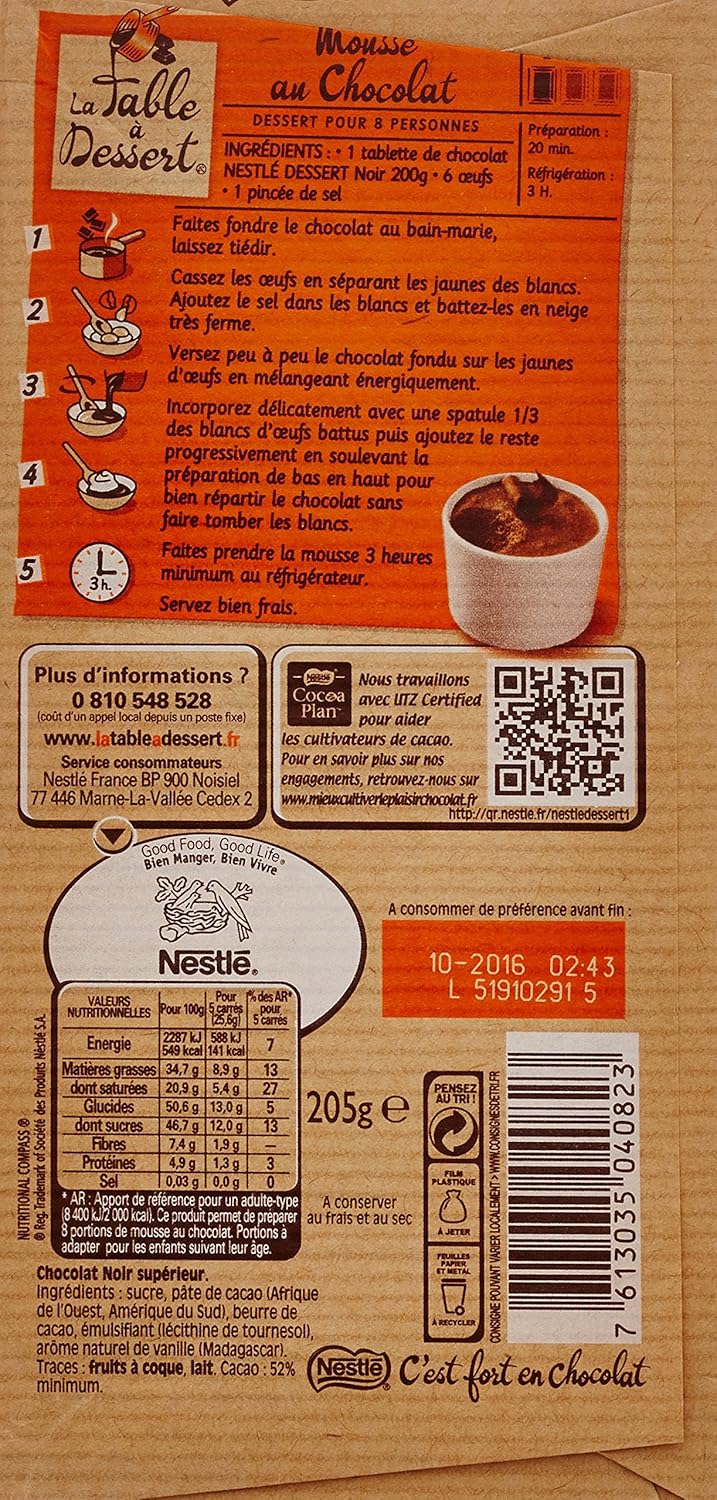 La Table
à
Dessert®
Mousse
au Chocolat
DESSERT POUR 8 PERSONNES
INGRÉDIENTS : • 1 tablette de chocolat
NESTLÉ DESSERT Noir 200g • 6 œufs
• 1 pincée de sel
Préparation :
20 min.
Réfrigération :
3 H.
1
Faites fondre le chocolat au bain-marie,
laissez tiédir.
2
Cassez les œufs en séparant les jaunes des blancs.
Ajoutez le sel dans les blancs et battez-les en neige
très ferme.
3
Versez peu à peu le chocolat fondu sur les jaunes
d'œufs en mélangeant énergiquement.
4
Incorporez délicatement avec une spatule 1/3
des blancs d'œufs battus puis ajoutez le reste
progressivement en soulevant la
préparation de bas en haut pour
bien répartir le chocolat sans
faire tomber les blancs.
5
3 h.
Faites prendre la mousse 3 heures
minimum au réfrigérateur.
Servez bien frais.
Plus d'informations ?
0 810 548 528
(coût d'un appel local depuis un poste fixe)
www.latableadessert.fr
Service consommateurs
Nestlé France BP 900 Noisiel
77 446 Marne-La-Vallée Cedex 2
Nestlé
Cocoa
Plan
Nous travaillons
avec UTZ Certified
pour aider
les cultivateurs de cacao.
Pour en savoir plus sur nos
engagements, retrouvez-nous sur
www.mieuxcultiverleplaisirchocolat.fr
http://qr.nestle.fr/nestledessert1
Good Food, Good Life®
Bien Manger, Bien Vivre
Nestlé®
A consommer de préférence avant fin :
10-2016 02:43
L 51910291 5
VALEURS NUTRITIONNELLES Pour 100g Pour 5 carrés (25,6g) % des AR* pour 5 carrés
Energie 2287 kJ 549 kcal 588 kJ 141 kcal 7
Matières grasses 34,7 g 8,9 g 13
dont saturées 20,9 g 5,4 g 27
Glucides 50,6 g 13,0 g 5
dont sucres 46,7 g 12,0 g 13
Fibres 7,4 g 1,9 g –
Protéines 4,9 g 1,3 g 3
Sel 0,03 g 0,0 g 0
* AR : Apport de référence pour un adulte-type
(8 400 kJ/2 000 kcal). Ce produit permet de préparer
8 portions de mousse au chocolat. Portions à
adapter pour les enfants suivant leur âge.
NUTRITIONAL COMPASS ®
® Reg. Trademark of Société des Produits Nestlé S.A.
205g e
A conserver
au frais et au sec
PENSEZ
AU TRI !
FILM
PLASTIQUE
À JETER
FEUILLES
PAPIER
ET METAL
À RECYCLER
CONSIGNE POUVANT VARIER LOCALEMENT > WWW.CONSIGNESDETRI.FR
7 613035 040823
Chocolat Noir supérieur.
Ingrédients : sucre, pâte de cacao (Afrique
de l'Ouest, Amérique du Sud), beurre de
cacao, émulsifiant (lécithine de tournesol),
arôme naturel de vanille (Madagascar).
Traces : fruits à coque, lait. Cacao : 52%
minimum.
Nestlé® C'est fort en Chocolat